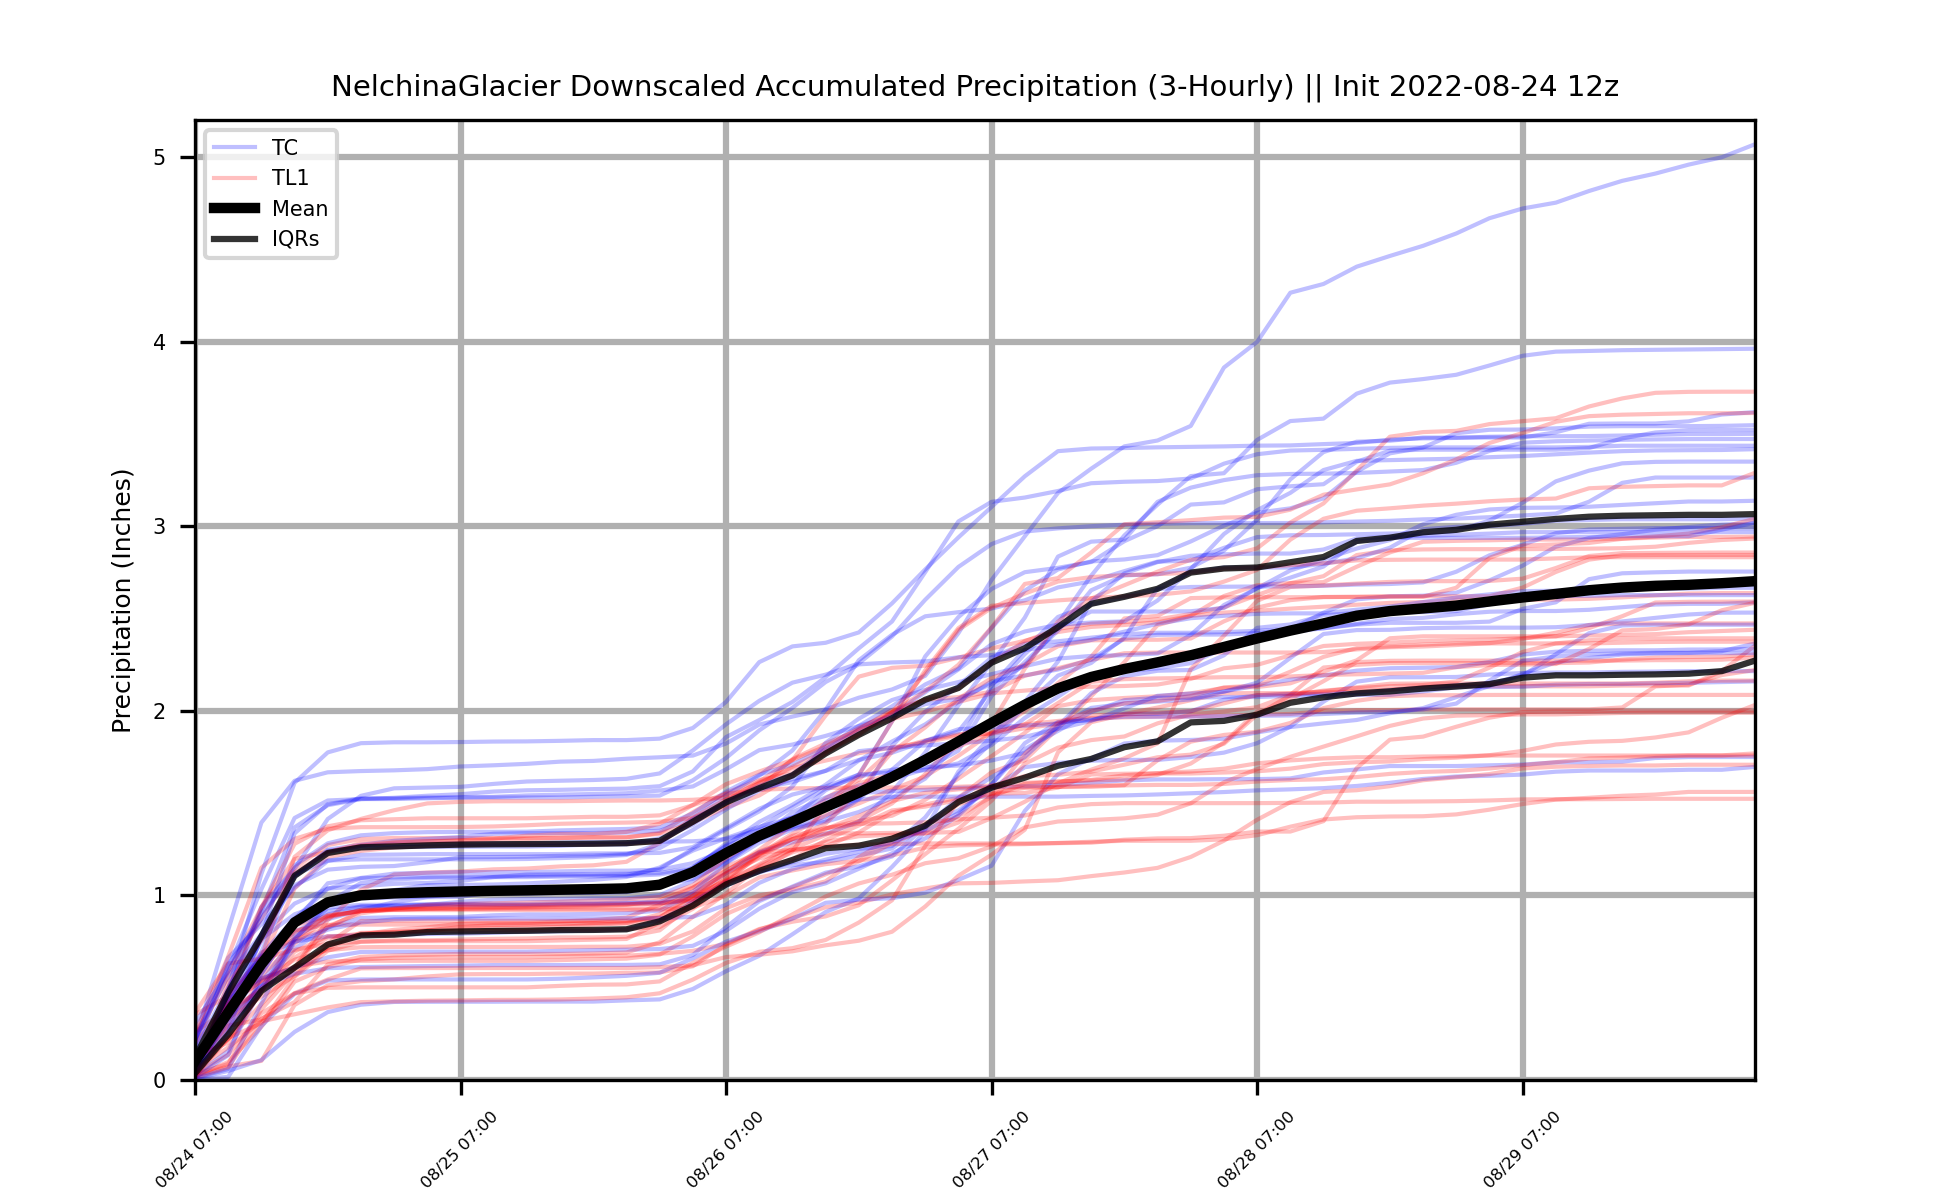 NelchinaGlacier Downscaled Accumulated Precipitation (3-Hourly) || Init 2022-08-24 12z
TC
TL1
Mean
IQRs
Precipitation (Inches)
5
4
3
2
1
0
08/24 07:00
08/25 07:00
08/26 07:00
08/27 07:00
08/28 07:00
08/29 07:00